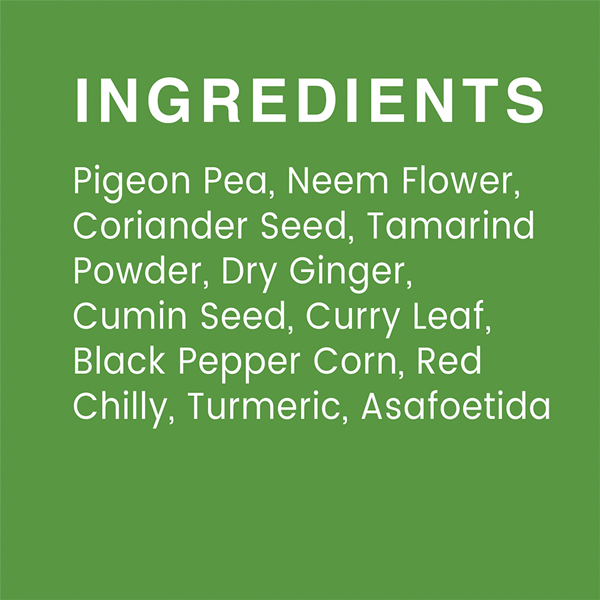 INGREDIENTS
Pigeon Pea, Neem Flower,
Coriander Seed, Tamarind
Powder, Dry Ginger,
Cumin Seed, Curry Leaf,
Black Pepper Corn, Red
Chilly, Turmeric, Asafoetida